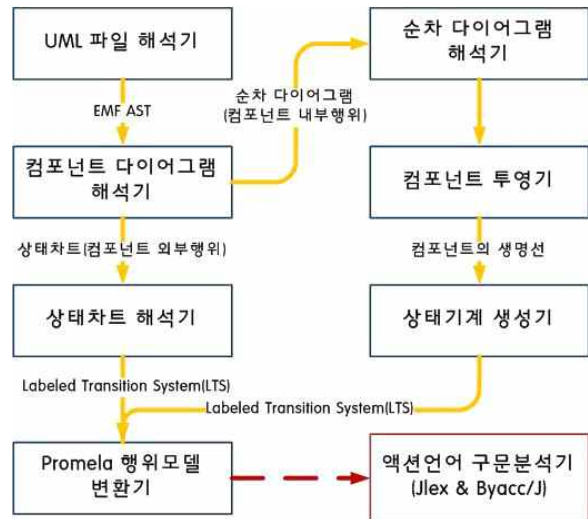 UML 파일 해석기
순차 다이어그램
해석기
EMF AST
순차 다이어그램
(컴포넌트 내부행위)
컴포넌트 다이어그램
해석기
컴포넌트 투영기
상태차트(컴포넌트 외부행위)
컴포넌트의 생명선
상태차트 해석기
상태기계 생성기
Labeled Transition System(LTS)
Labeled Transition System(LTS)
Promela 행위모델
변환기
액션언어 구문분석기
(Jlex & Byacc/J)